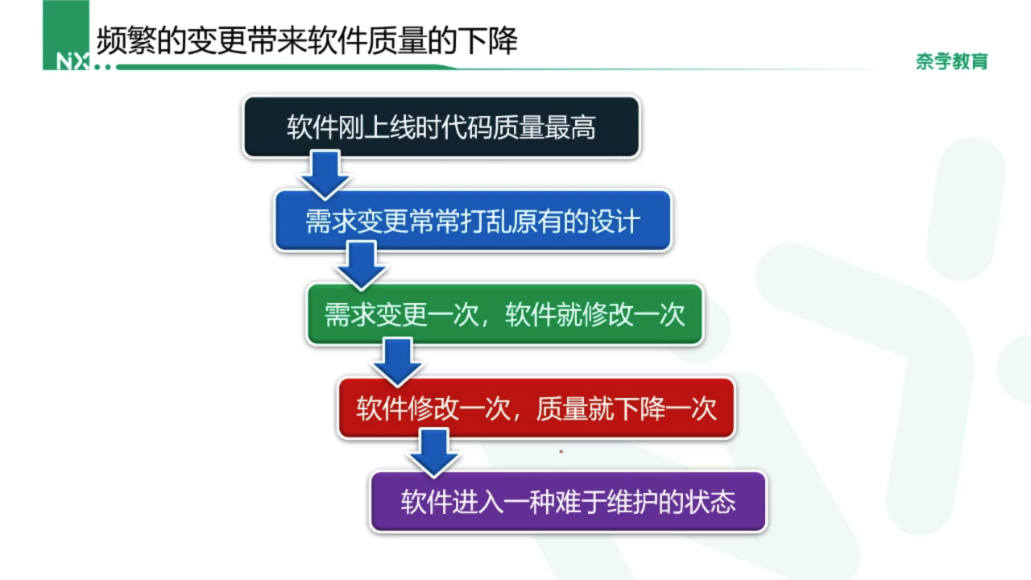 频繁的变更带来软件质量的下降
NX
奈学教育
软件刚上线时代码质量最高
需求变更常常打乱原有的设计
需求变更一次，软件就修改一次
软件修改一次，质量就下降一次
软件进入一种难于维护的状态